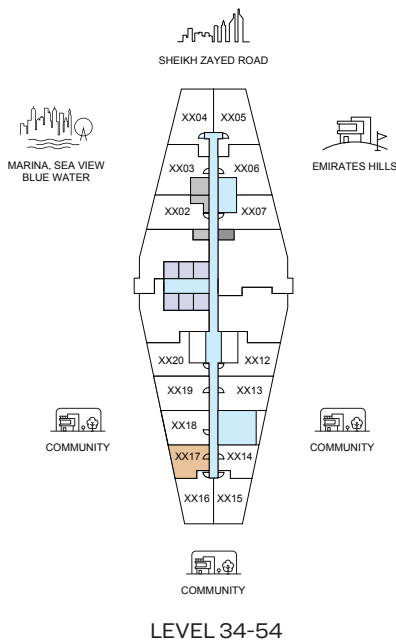 SHEIKH ZAYED ROAD
XX04 XX05
MARINA, SEA VIEW
BLUE WATER
EMIRATES HILLS
XX03 XX06
XX02 XX07
XX20 XX12
XX19 XX13
XX18
COMMUNITY
COMMUNITY
XX17 XX14
XX16 XX15
COMMUNITY
LEVEL 34-54